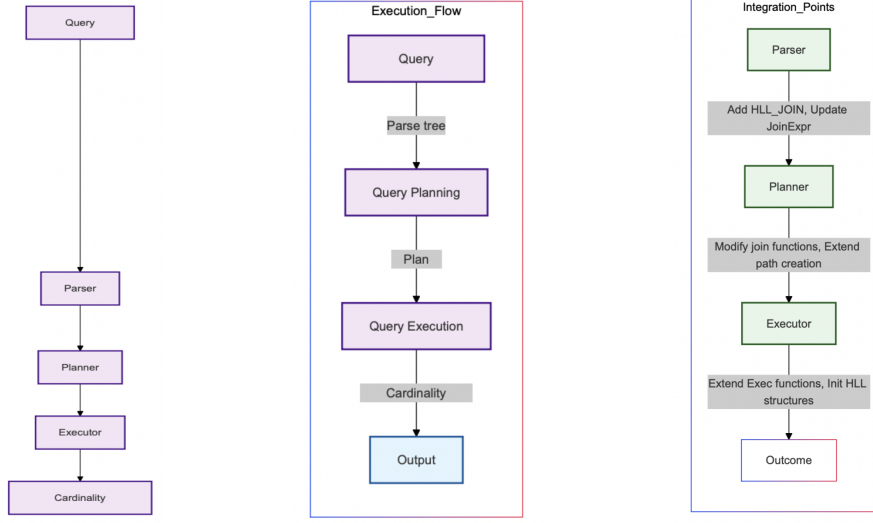 Query
Parser
Planner
Executor
Cardinality
Execution_Flow
Query
Parse tree
Query Planning
Plan
Query Execution
Cardinality
Output
Integration_Points
Parser
Add HLL_JOIN, Update
JoinExpr
Planner
Modify join functions, Extend
path creation
Executor
Extend Exec functions, Init HLL
structures
Outcome